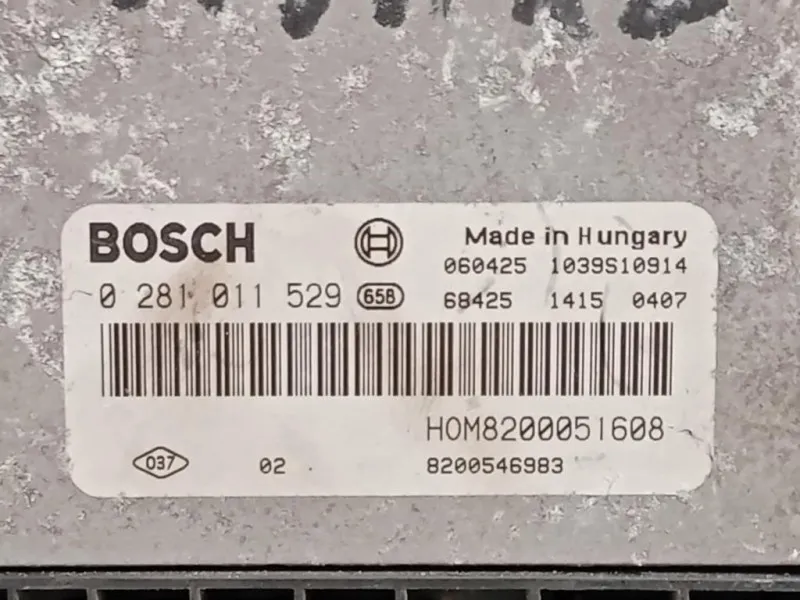 BOSCH Made in Hungary
060425 1039S10914
0 281 011 529 658 68425 1415 0407
HOM8200051608
037 02 8200546983